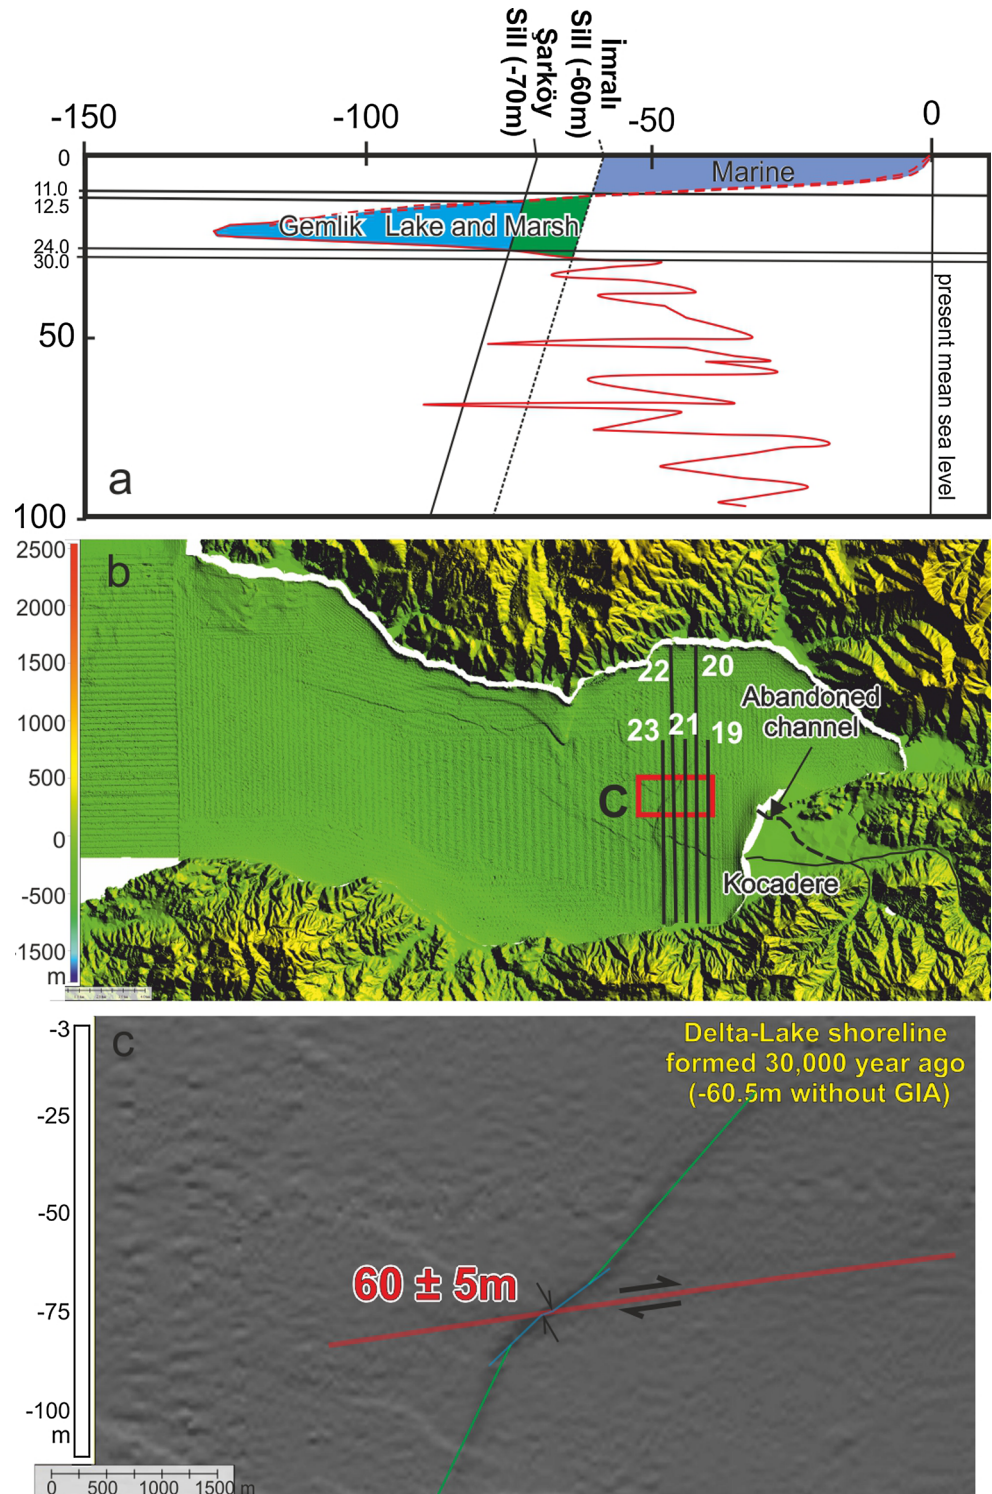 Şarköy
Sill (-70m)
İmralı
Sill (-60m)
-150
-100
-50
0
0
11.0
12.5
24.0
30.0
50
100
Marine
Gemlik Lake and Marsh
present mean sea level
a
b
2500
2000
1500
1000
500
0
-500
-1500
m
22
20
23
21
19
Abandoned
channel
C
Kocadere
c
Delta-Lake shoreline
formed 30,000 year ago
(-60.5m without GIA)
60 ± 5m
-3
-25
-50
-75
-100
m
0 500 1000 1500 m